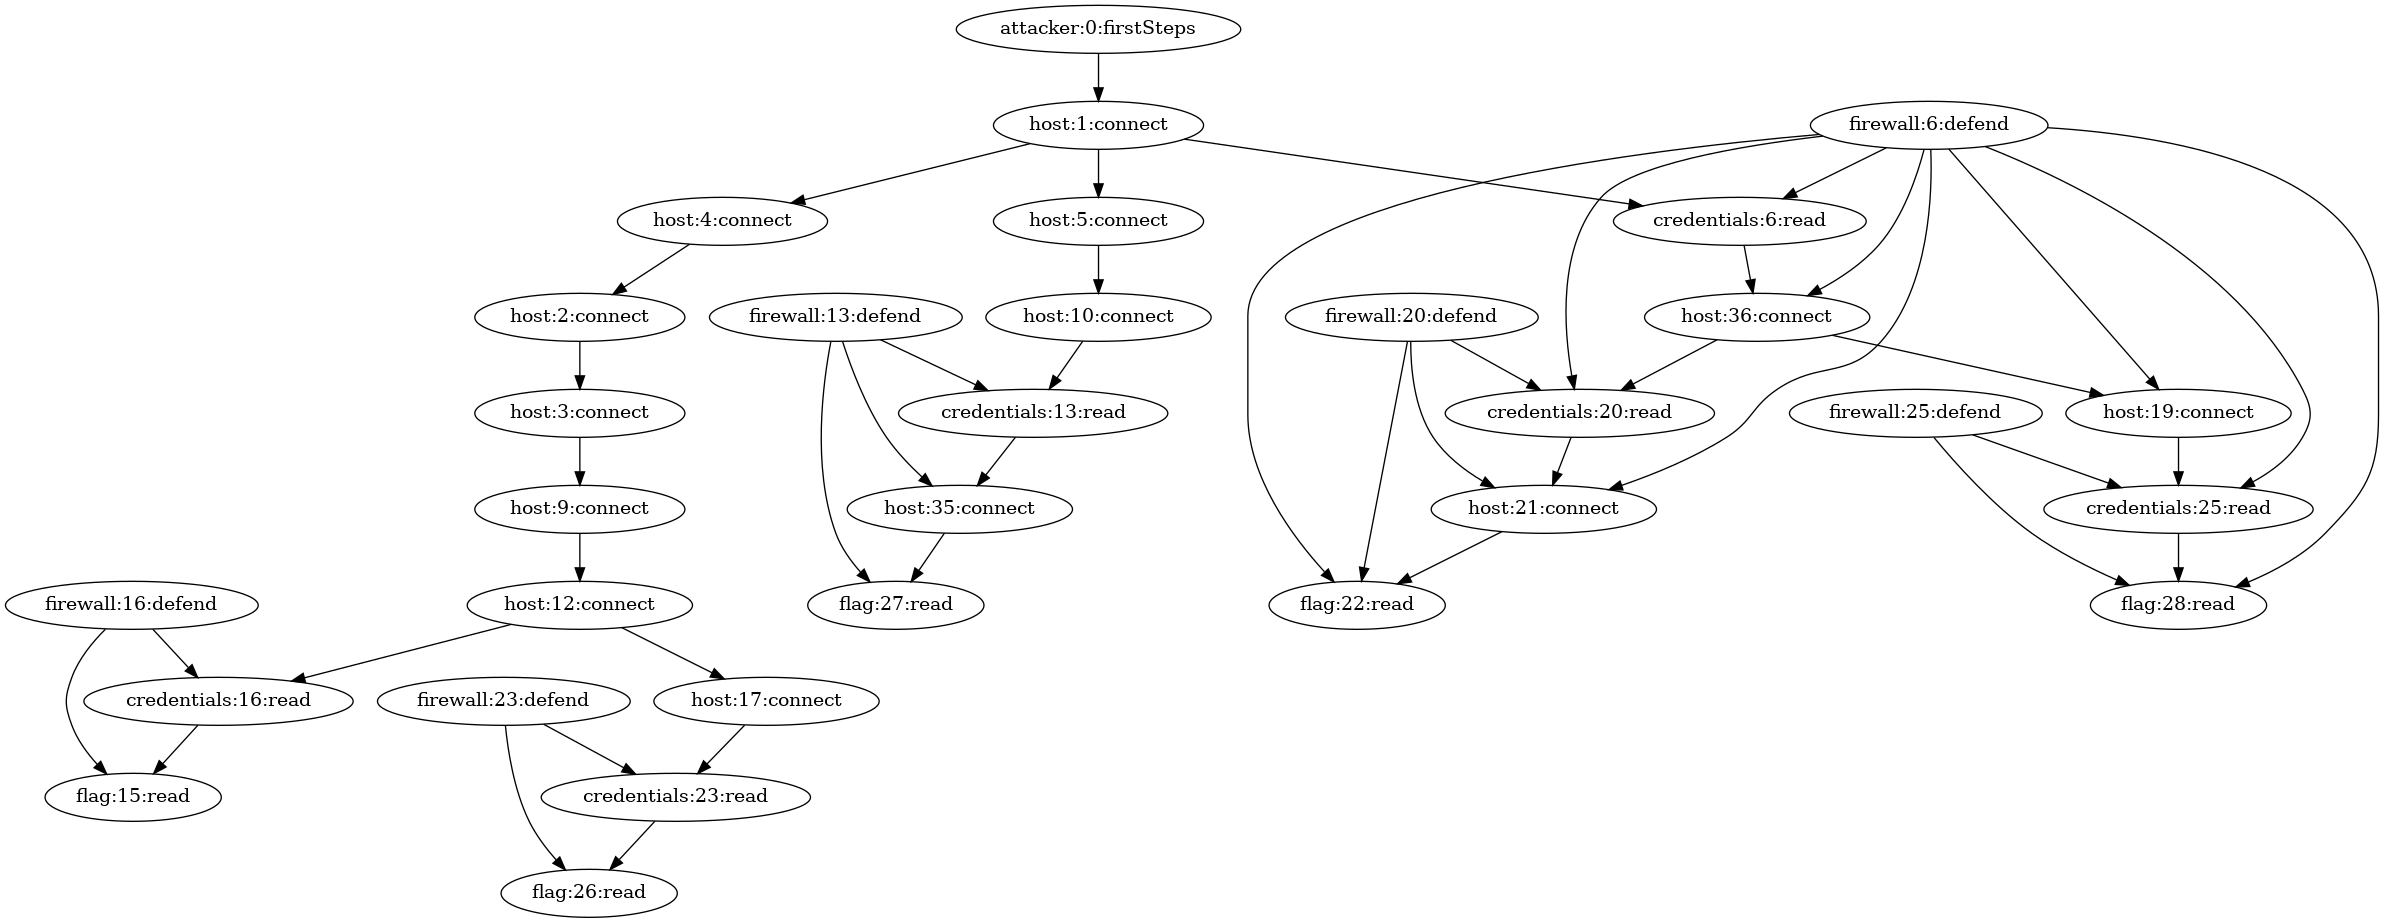 attacker:0:firstSteps
host:1:connect
firewall:6:defend
host:4:connect
host:5:connect
credentials:6:read
host:2:connect
firewall:13:defend
host:10:connect
firewall:20:defend
host:36:connect
host:3:connect
credentials:13:read
credentials:20:read
firewall:25:defend
host:19:connect
host:9:connect
host:35:connect
host:21:connect
credentials:25:read
firewall:16:defend
host:12:connect
flag:27:read
flag:22:read
flag:28:read
credentials:16:read
firewall:23:defend
host:17:connect
flag:15:read
credentials:23:read
flag:26:read